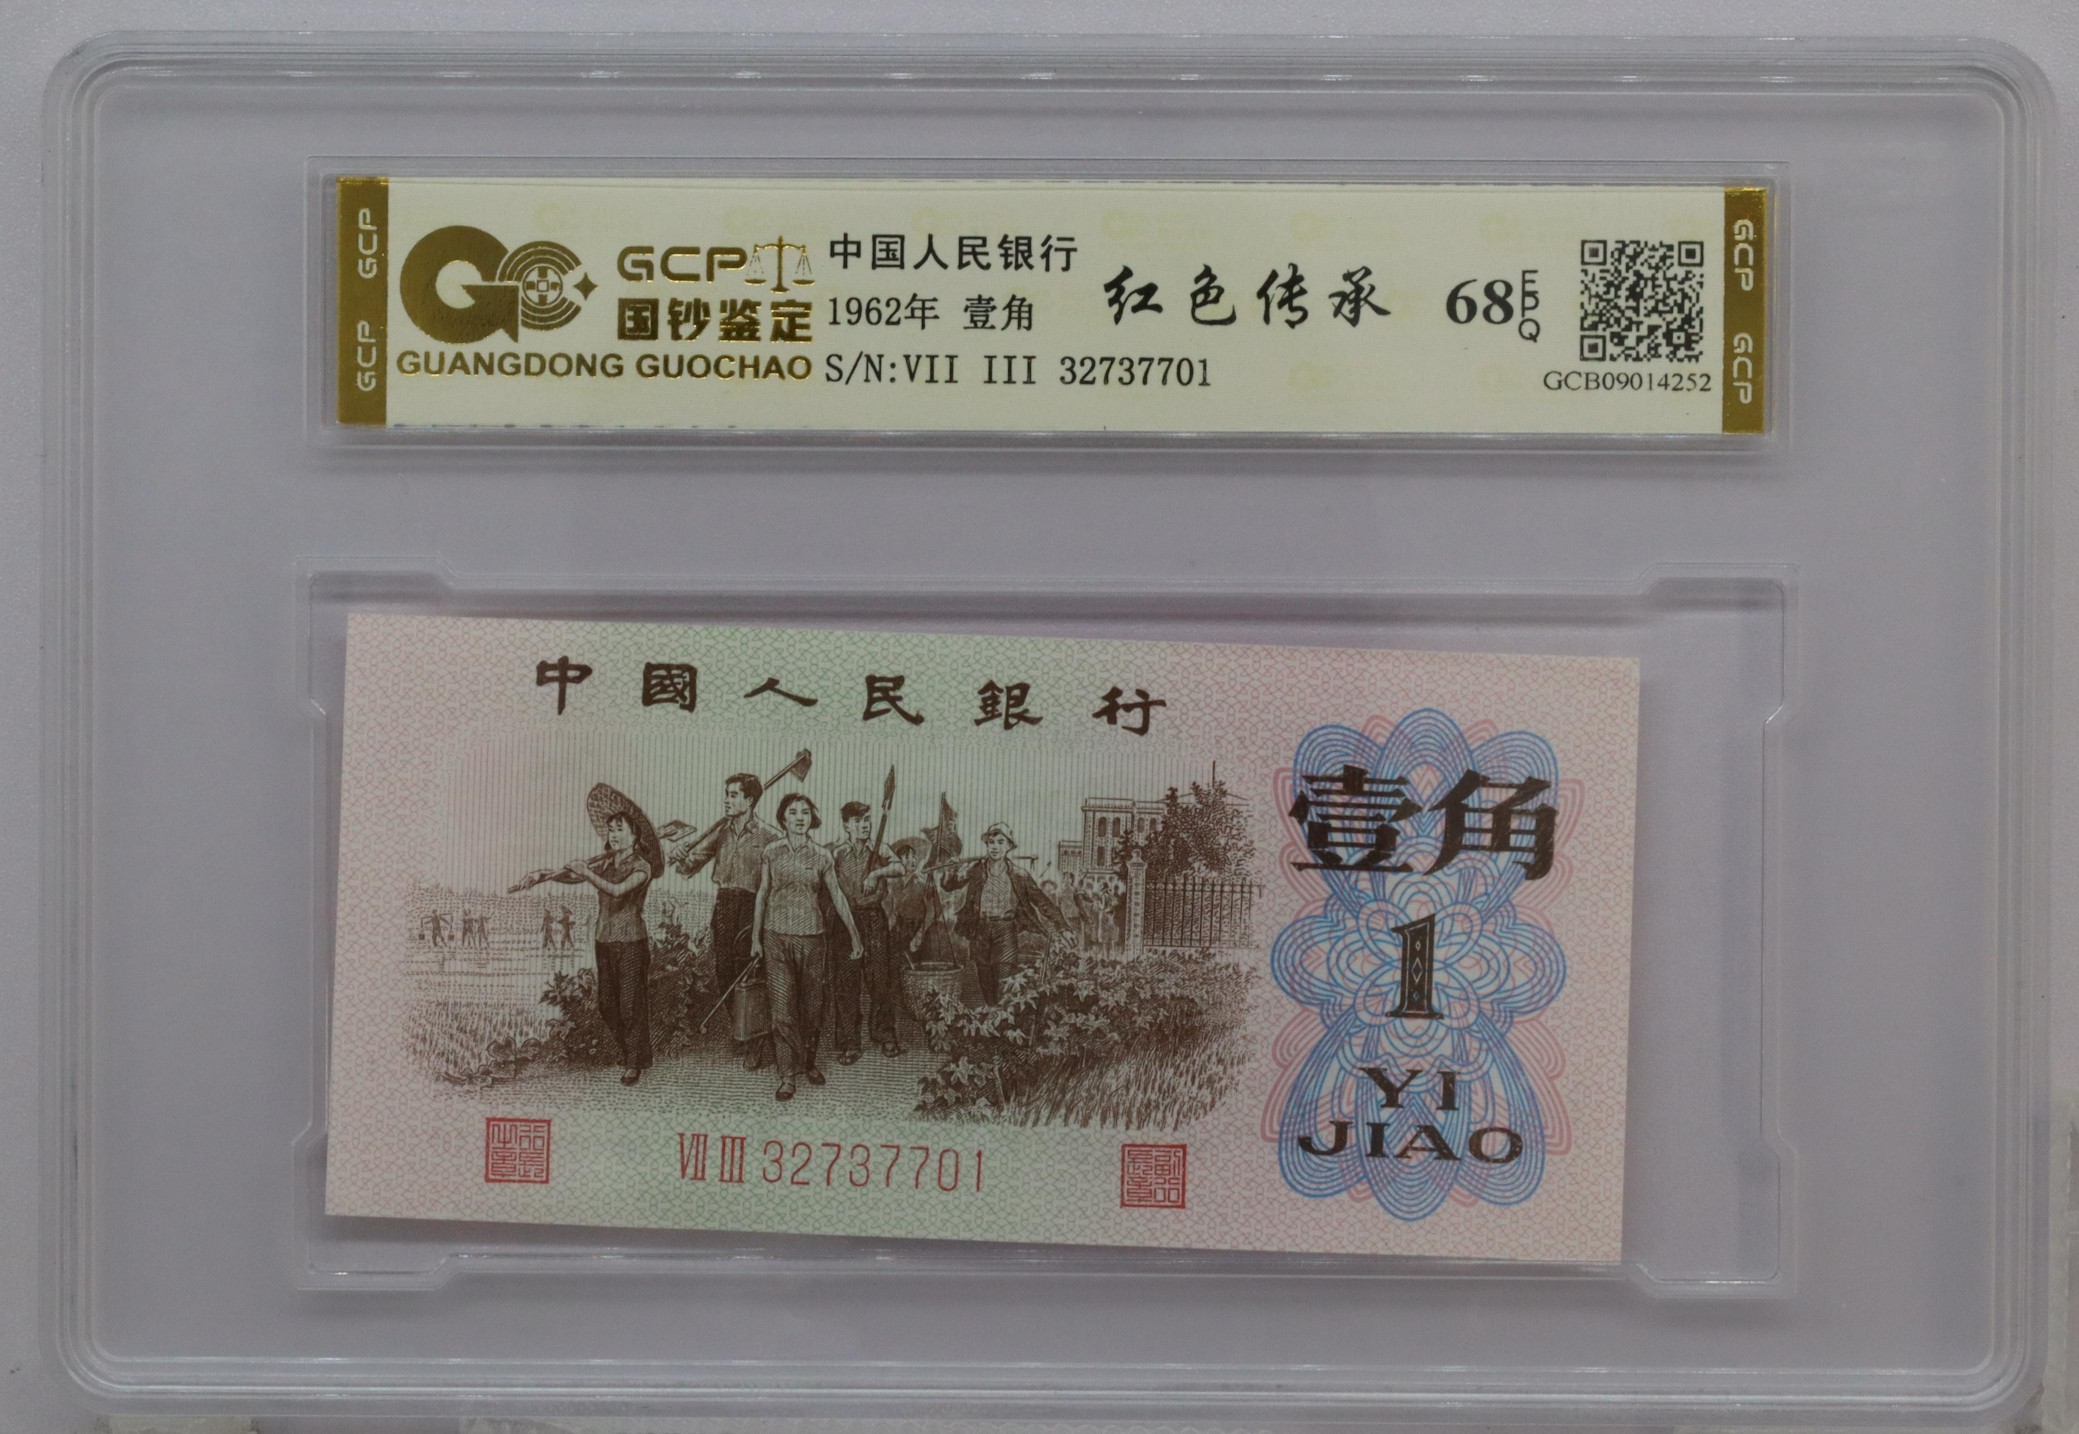 GCP GCP
GCP
国钞鉴定
GUANGDONG GUOCHAO
中国人民银行
1962年 壹角
S/N:VII III 32737701
红色传承
68 EPQ
GCB09014252
GCP GCP
中國人民銀行
壹角
1
YI
JIAO
VII III 32737701